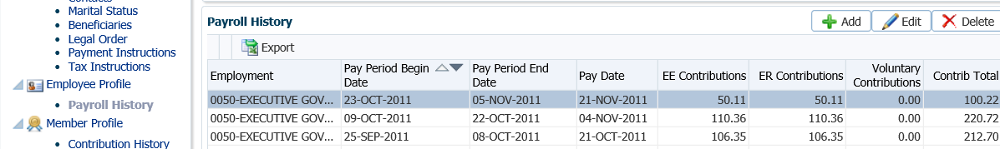 Contacts
Marital Status
Beneficiaries
Legal Order
Payment Instructions
Tax Instructions
Employee Profile
Payroll History
Member Profile
Contribution History
Payroll History
Add Edit Delete
Export
Employment Pay Period Begin Date Pay Period End Date Pay Date EE Contributions ER Contributions Voluntary Contributions Contrib Total
0050-EXECUTIVE GOV... 23-OCT-2011 05-NOV-2011 21-NOV-2011 50.11 50.11 0.00 100.22
0050-EXECUTIVE GOV... 09-OCT-2011 22-OCT-2011 04-NOV-2011 110.36 110.36 0.00 220.72
0050-EXECUTIVE GOV... 25-SEP-2011 08-OCT-2011 21-OCT-2011 106.35 106.35 0.00 212.70